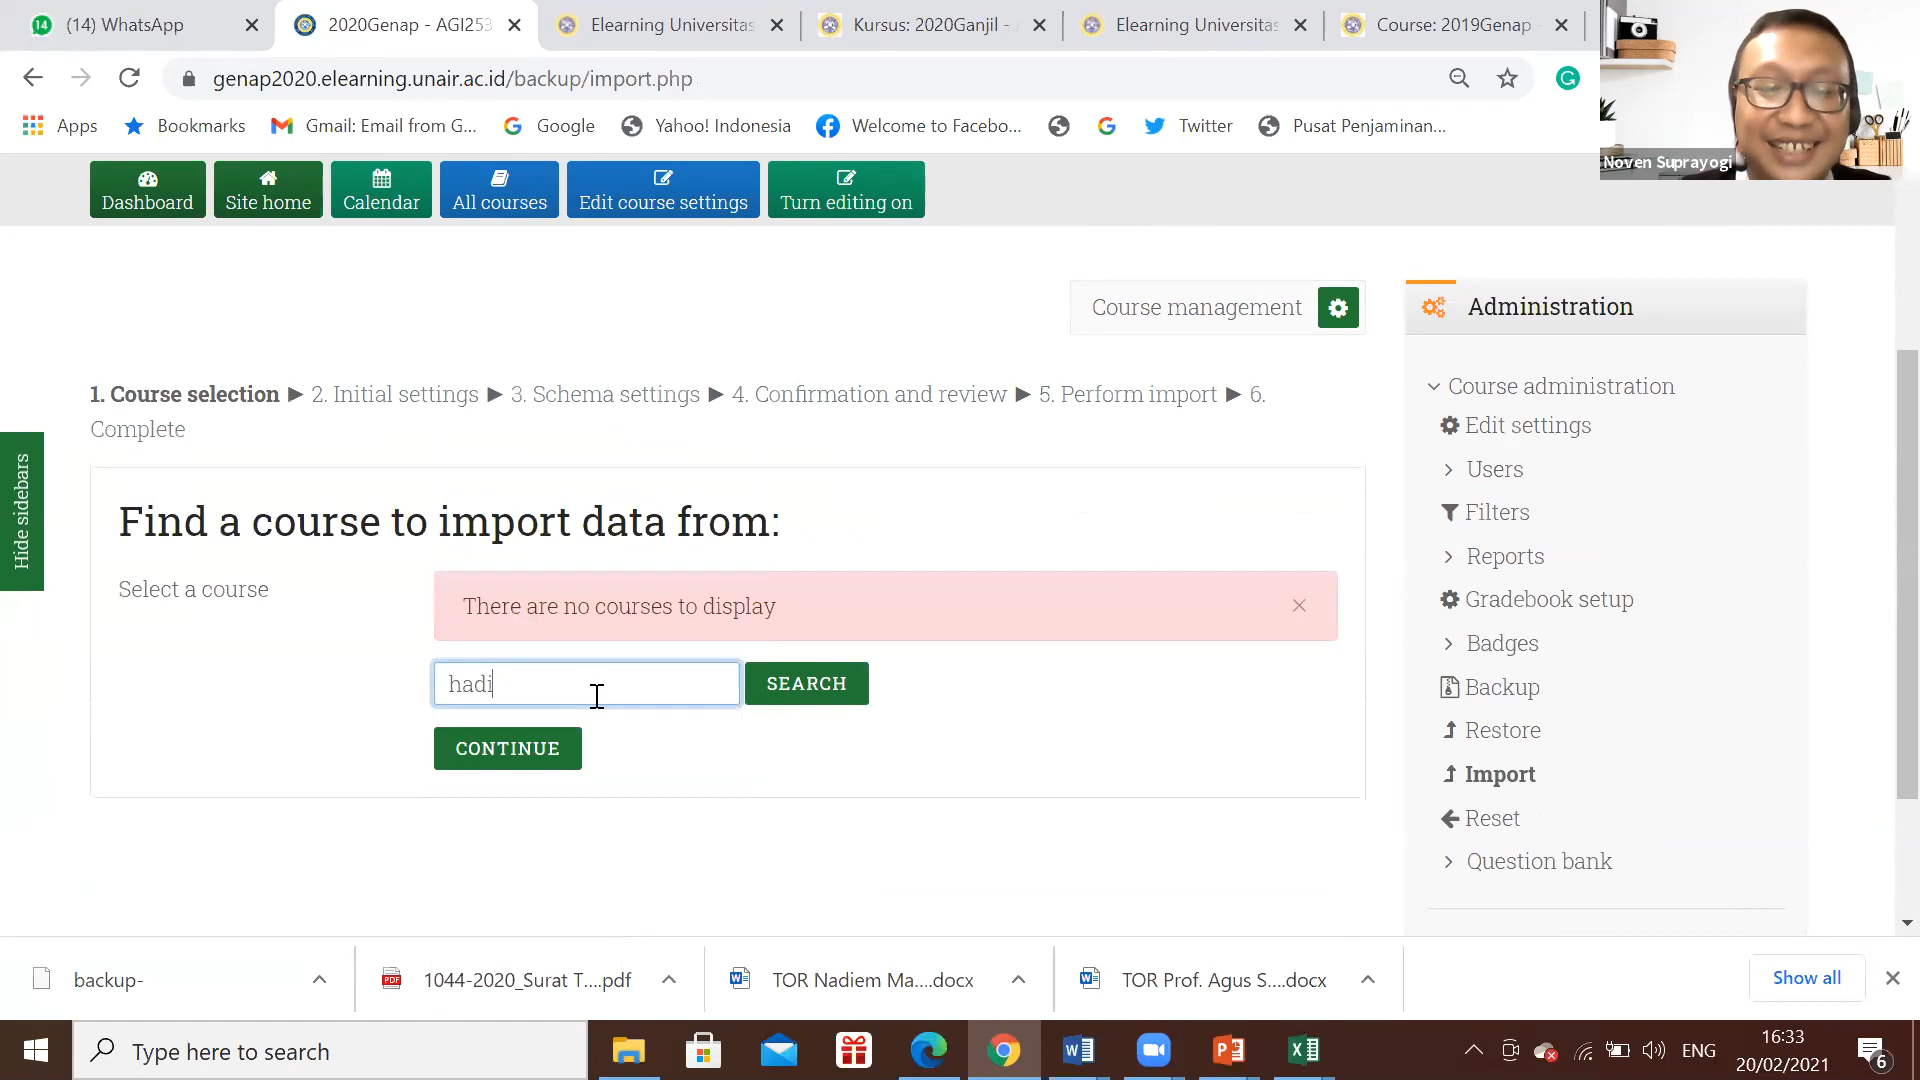 (14) WhatsApp
2020Genap - AGI253
Elearning Universitas
Kursus: 2020Ganjil -
Elearning Universitas
Course: 2019Genap -
genap2020.elearning.unair.ac.id/backup/import.php
Apps
Bookmarks
Gmail: Email from G...
Google
Yahoo! Indonesia
Welcome to Facebo...
Twitter
Pusat Penjaminan...
Noven Suprayogi
Dashboard
Site home
Calendar
All courses
Edit course settings
Turn editing on
Course management
1. Course selection ► 2. Initial settings ► 3. Schema settings ► 4. Confirmation and review ► 5. Perform import ► 6.
Complete
Hide sidebars
Find a course to import data from:
Select a course
There are no courses to display
hadi
SEARCH
CONTINUE
Administration
Course administration
Edit settings
Users
Filters
Reports
Gradebook setup
Badges
Backup
Restore
Import
Reset
Question bank
backup-
1044-2020_Surat T....pdf
TOR Nadiem Ma....docx
TOR Prof. Agus S....docx
Show all
Type here to search
ENG
16:33
20/02/2021
6